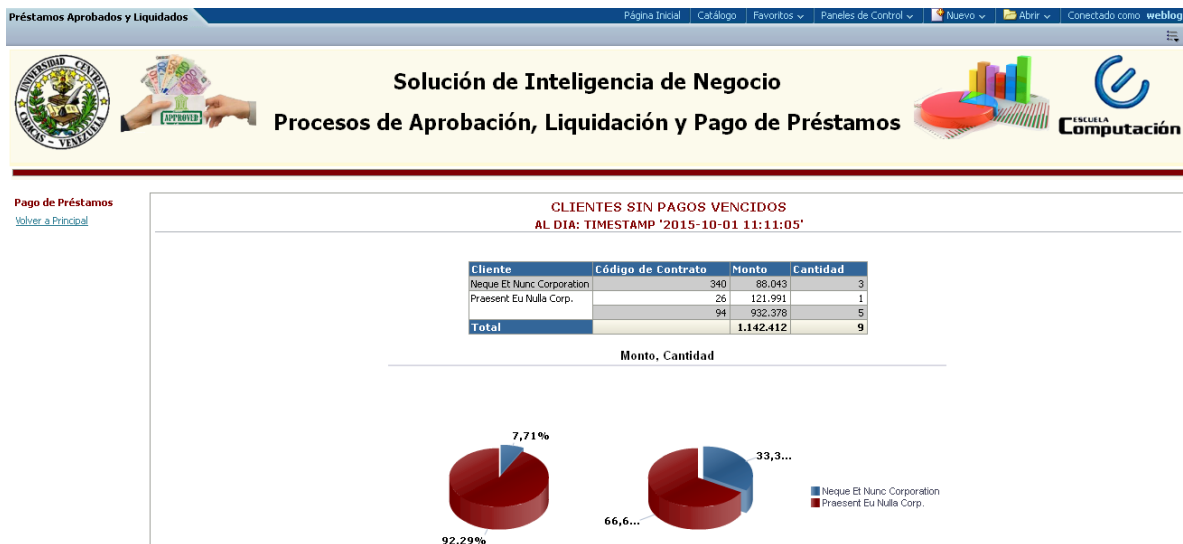 Préstamos Aprobados y Liquidados
Página Inicial Catálogo Favoritos Paneles de Control Nuevo Abrir Conectado como weblog
UNIVERSIDAD CENTRAL
CARACAS - VENEZUELA
APPROVED
Solución de Inteligencia de Negocio
Procesos de Aprobación, Liquidación y Pago de Préstamos
ESCUELA
Computación
Pago de Préstamos
Volver a Principal
CLIENTES SIN PAGOS VENCIDOS
AL DIA: TIMESTAMP '2015-10-01 11:11:05'
Cliente Código de Contrato Monto Cantidad
Neque Et Nunc Corporation 340 88.043 3
Praesent Eu Nulla Corp. 26 121.991 1
94 932.378 5
Total 1.142.412 9
Monto, Cantidad
7,71%
92,29%
33,3...
66,6...
Neque Et Nunc Corporation
Praesent Eu Nulla Corp.